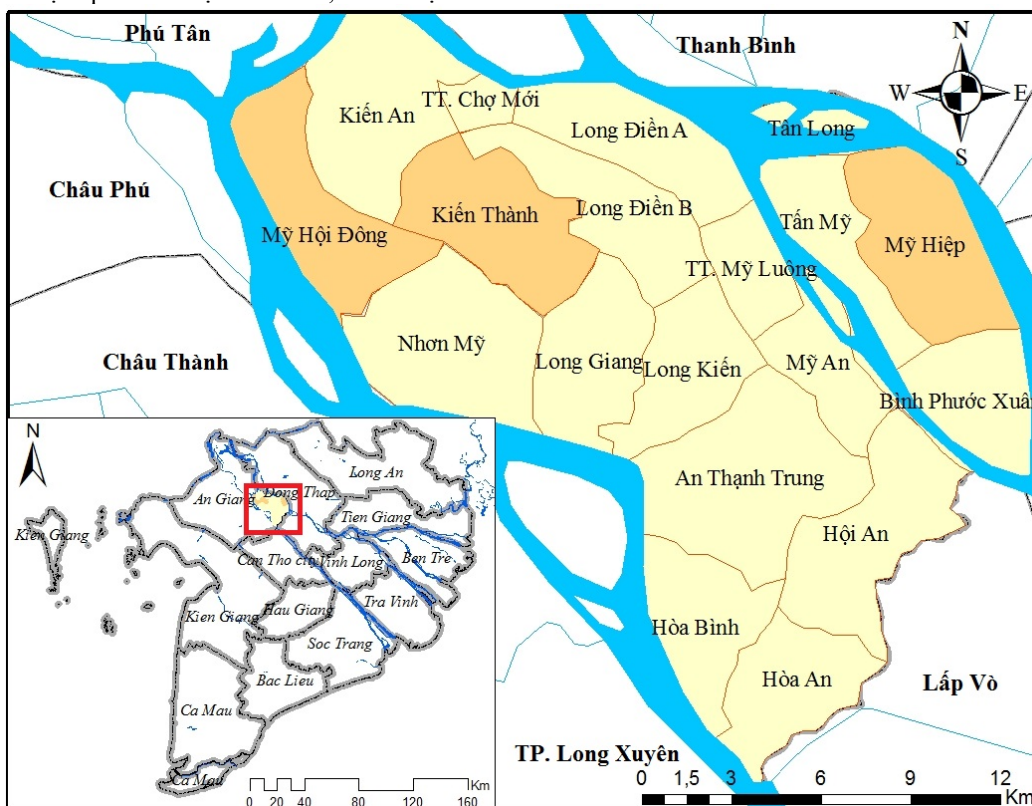 Phú Tân
Thanh Bình
N
W
E
S
TT. Chợ Mới
Kiến An
Long Điền A
Tân Long
Châu Phú
Kiến Thành
Long Điền B
Tấn Mỹ
Mỹ Hội Đông
Mỹ Hiệp
TT. Mỹ Luông
Nhơn Mỹ
Châu Thành
Long Giang
Long Kiến
Mỹ An
Bình Phước Xuân
An Thạnh Trung
Hội An
Hòa Bình
Hòa An
Lấp Vò
TP. Long Xuyên
0 1,5 3 6 9 12
Km
N
Long An
An Giang
Dong Thap
Tien Giang
Kien Giang
Can Tho city
Vinh Long
Ben Tre
Kien Giang
Hau Giang
Tra Vinh
Soc Trang
Bac Lieu
Ca Mau
Ca Mau
0 20 40 80 120 160
Km